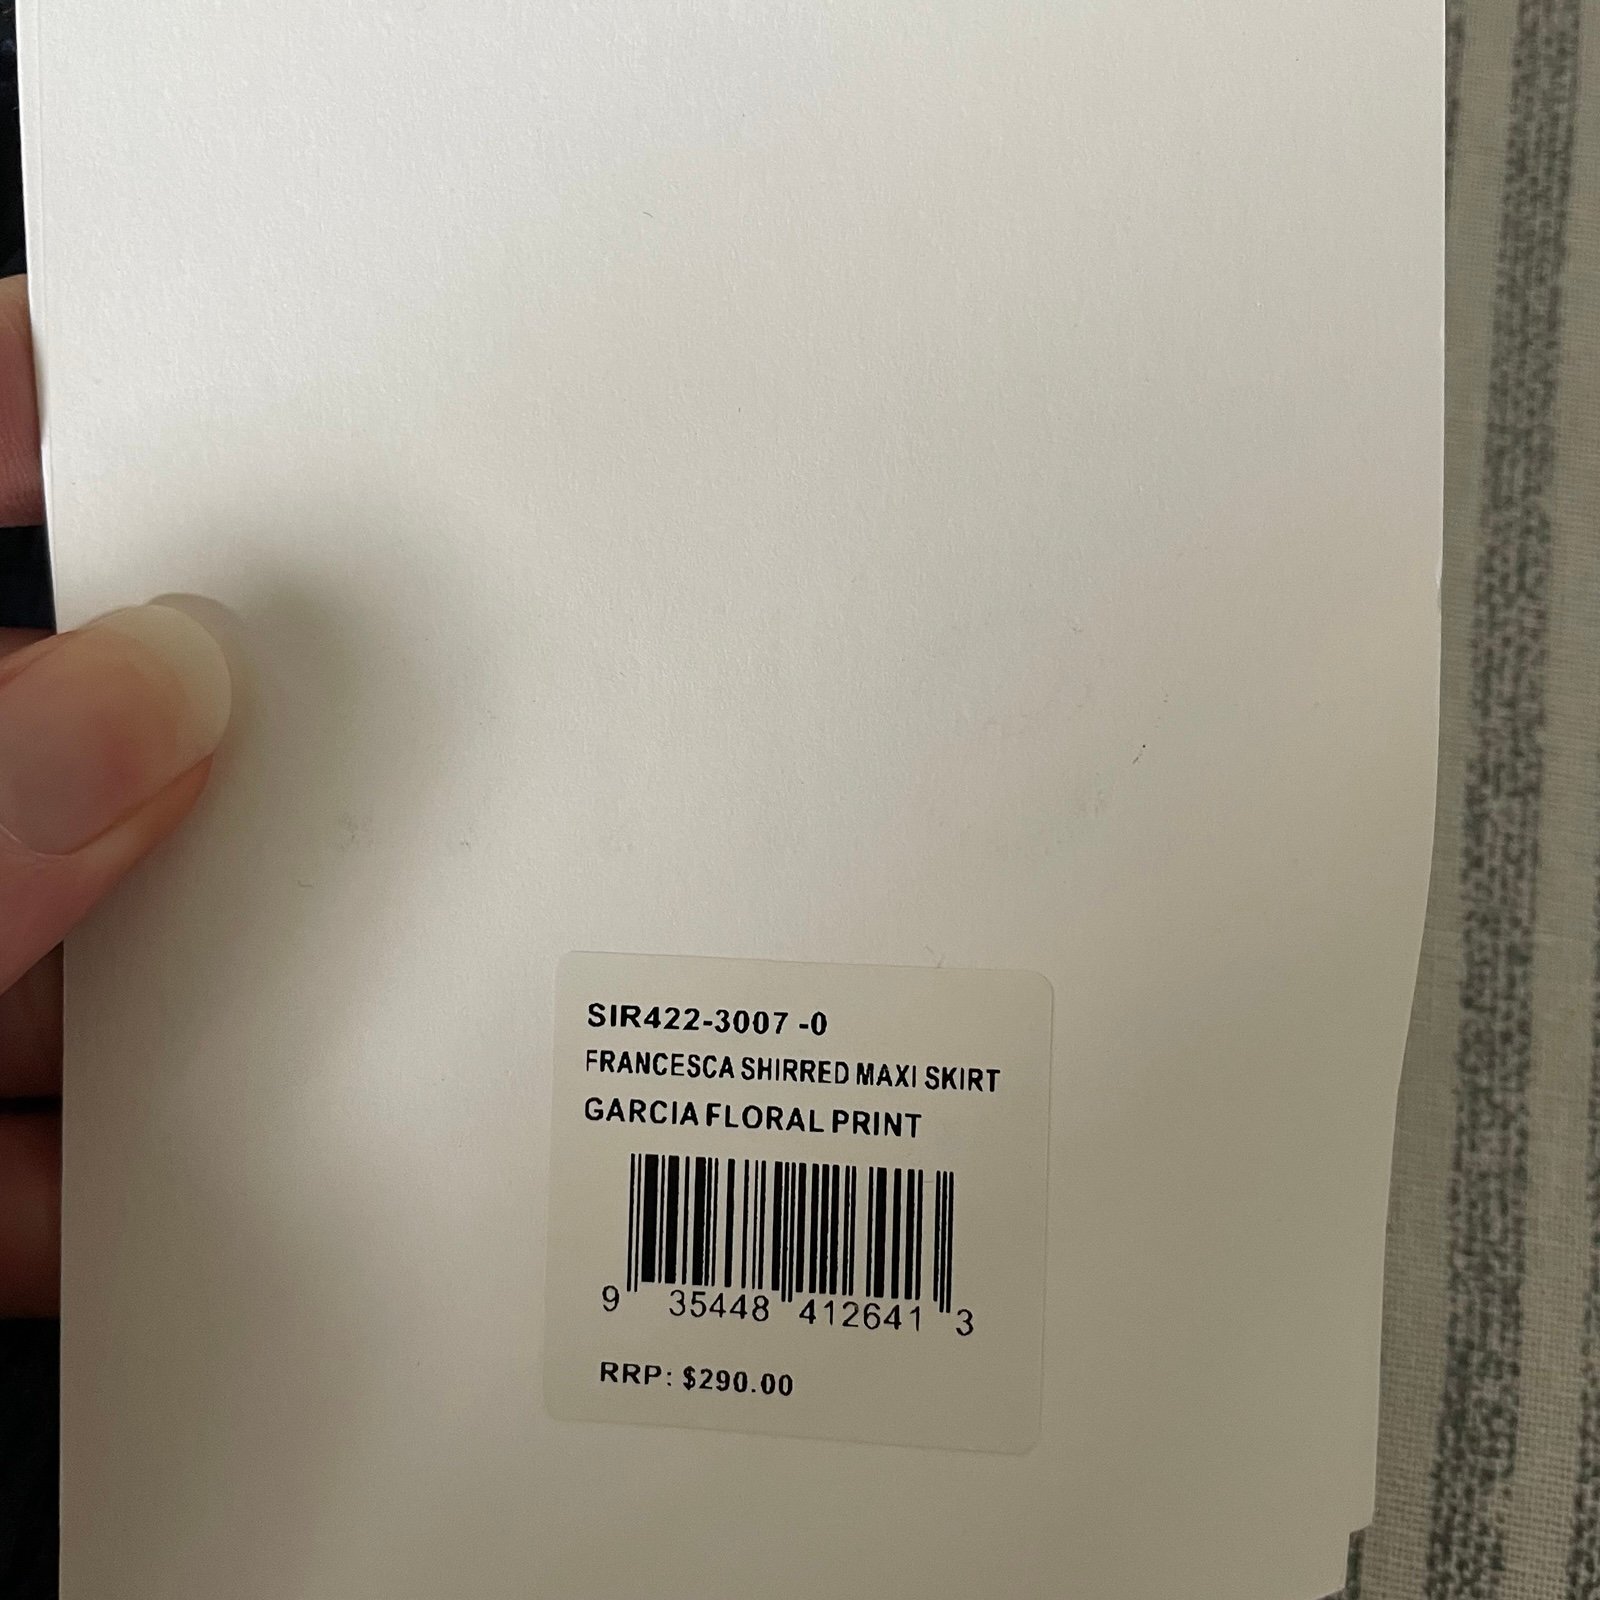 SIR422-3007 -0
FRANCESCA SHIRRED MAXI SKIRT
GARCIA FLORAL PRINT
9 35448 412641 3
RRP: $290.00